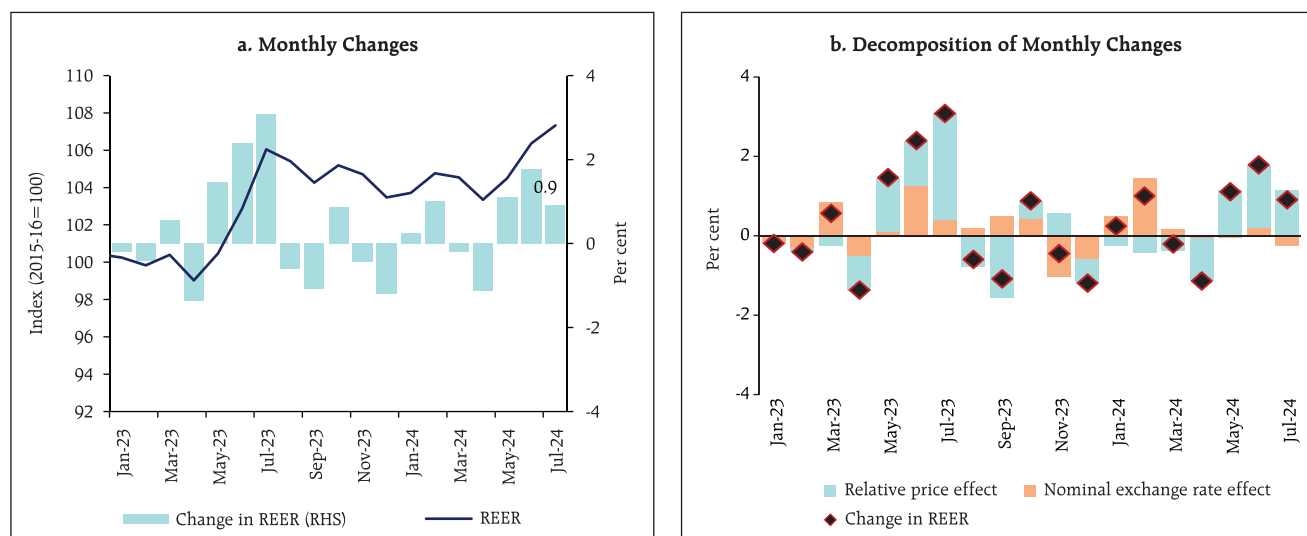 a. Monthly Changes
110
108
106
104
102
100
98
96
94
92
Index (2015-16=100)
4
2
0
-2
-4
Per cent
0.9
Jan-23
Mar-23
May-23
Jul-23
Sep-23
Nov-23
Jan-24
Mar-24
May-24
Jul-24
Change in REER (RHS)
REER
b. Decomposition of Monthly Changes
4
2
0
-2
-4
Per cent
Jan-23
Mar-23
May-23
Jul-23
Sep-23
Nov-23
Jan-24
Mar-24
May-24
Jul-24
Relative price effect
Nominal exchange rate effect
Change in REER